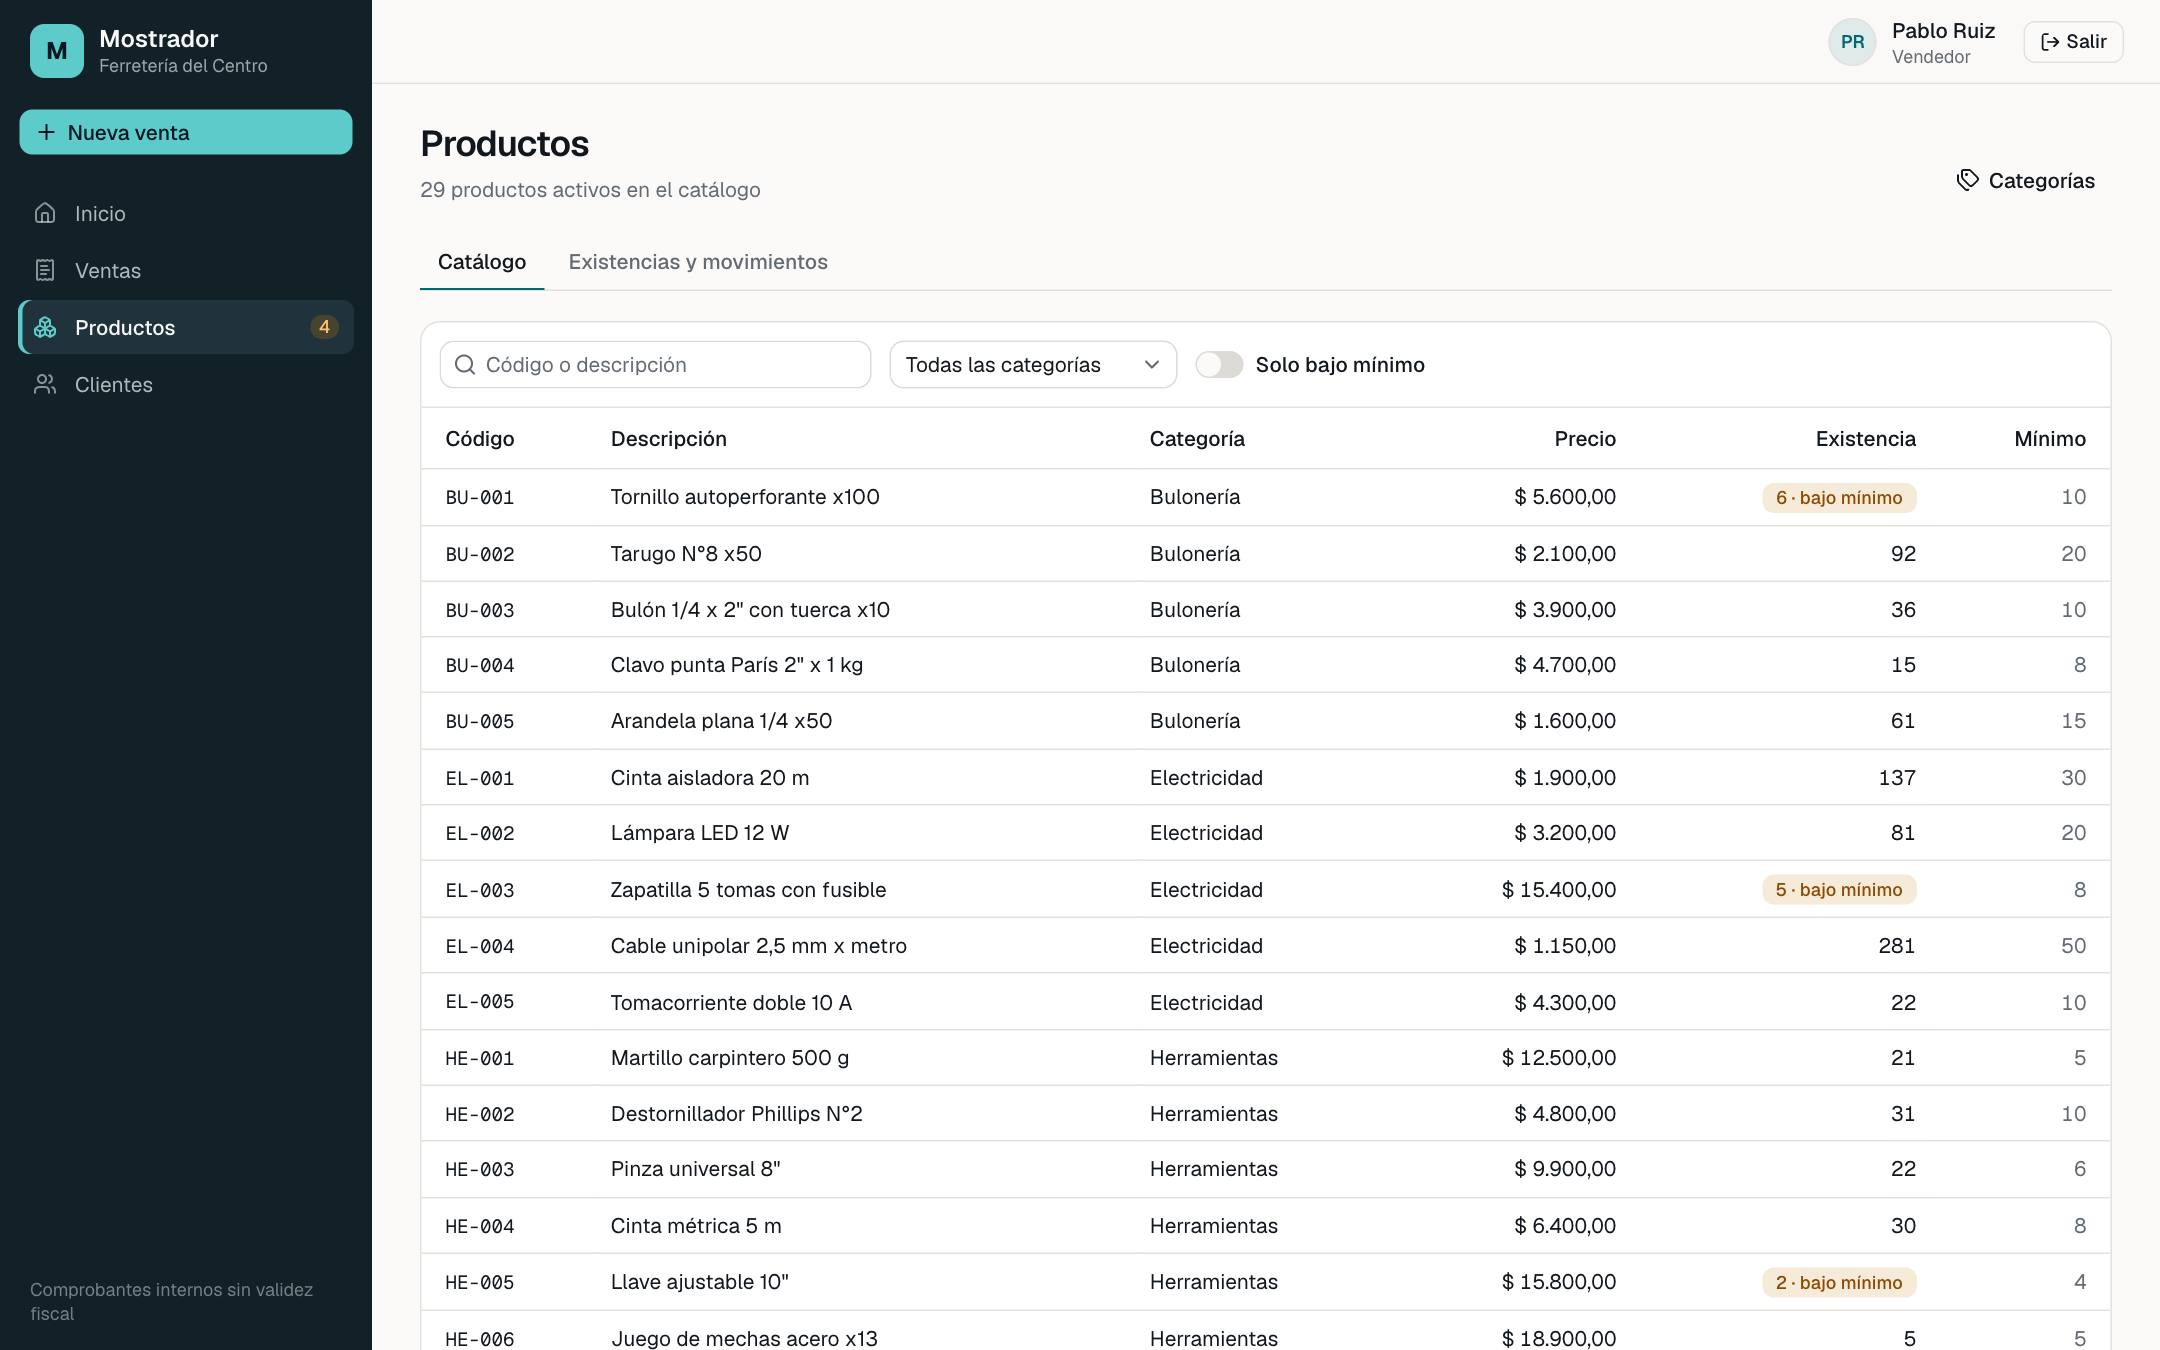 M
Mostrador
Ferretería del Centro
Nueva venta
Inicio
Ventas
Productos 4
Clientes
Comprobantes internos sin validez
fiscal
PR
Pablo Ruiz
Vendedor
Salir
Productos
29 productos activos en el catálogo
Categorías
Catálogo Existencias y movimientos
Código o descripción Todas las categorías Solo bajo mínimo
Código Descripción Categoría Precio Existencia Mínimo
BU-001 Tornillo autoperforante x100 Bulonería $ 5.600,00 6 · bajo mínimo 10
BU-002 Tarugo N°8 x50 Bulonería $ 2.100,00 92 20
BU-003 Bulón 1/4 x 2" con tuerca x10 Bulonería $ 3.900,00 36 10
BU-004 Clavo punta París 2" x 1 kg Bulonería $ 4.700,00 15 8
BU-005 Arandela plana 1/4 x50 Bulonería $ 1.600,00 61 15
EL-001 Cinta aisladora 20 m Electricidad $ 1.900,00 137 30
EL-002 Lámpara LED 12 W Electricidad $ 3.200,00 81 20
EL-003 Zapatilla 5 tomas con fusible Electricidad $ 15.400,00 5 · bajo mínimo 8
EL-004 Cable unipolar 2,5 mm x metro Electricidad $ 1.150,00 281 50
EL-005 Tomacorriente doble 10 A Electricidad $ 4.300,00 22 10
HE-001 Martillo carpintero 500 g Herramientas $ 12.500,00 21 5
HE-002 Destornillador Phillips N°2 Herramientas $ 4.800,00 31 10
HE-003 Pinza universal 8" Herramientas $ 9.900,00 22 6
HE-004 Cinta métrica 5 m Herramientas $ 6.400,00 30 8
HE-005 Llave ajustable 10" Herramientas $ 15.800,00 2 · bajo mínimo 4
HE-006 Juego de mechas acero x13 Herramientas $ 18.900,00 5 5